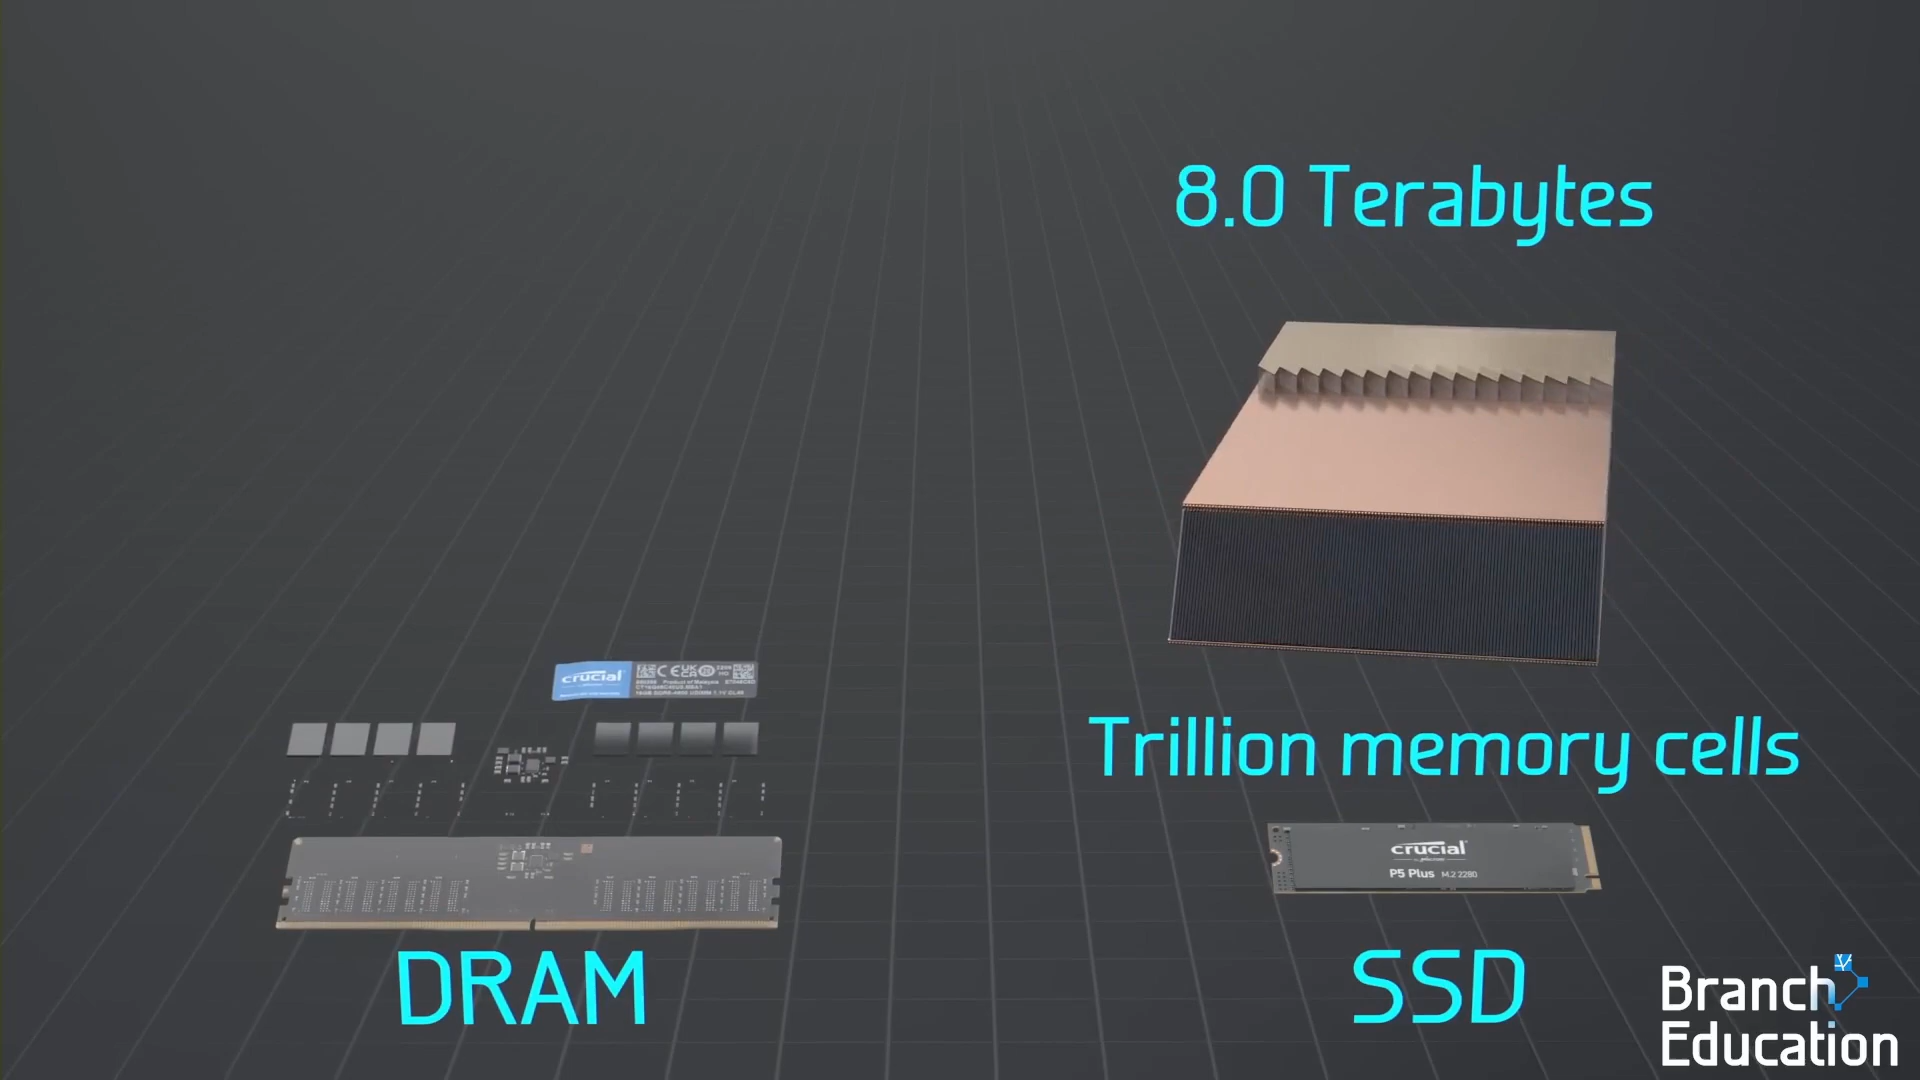 8.0 Terabytes
crucial
Trillion memory cells
crucial
P5 Plus M.2 2280
DRAM
SSD
Branch
Education